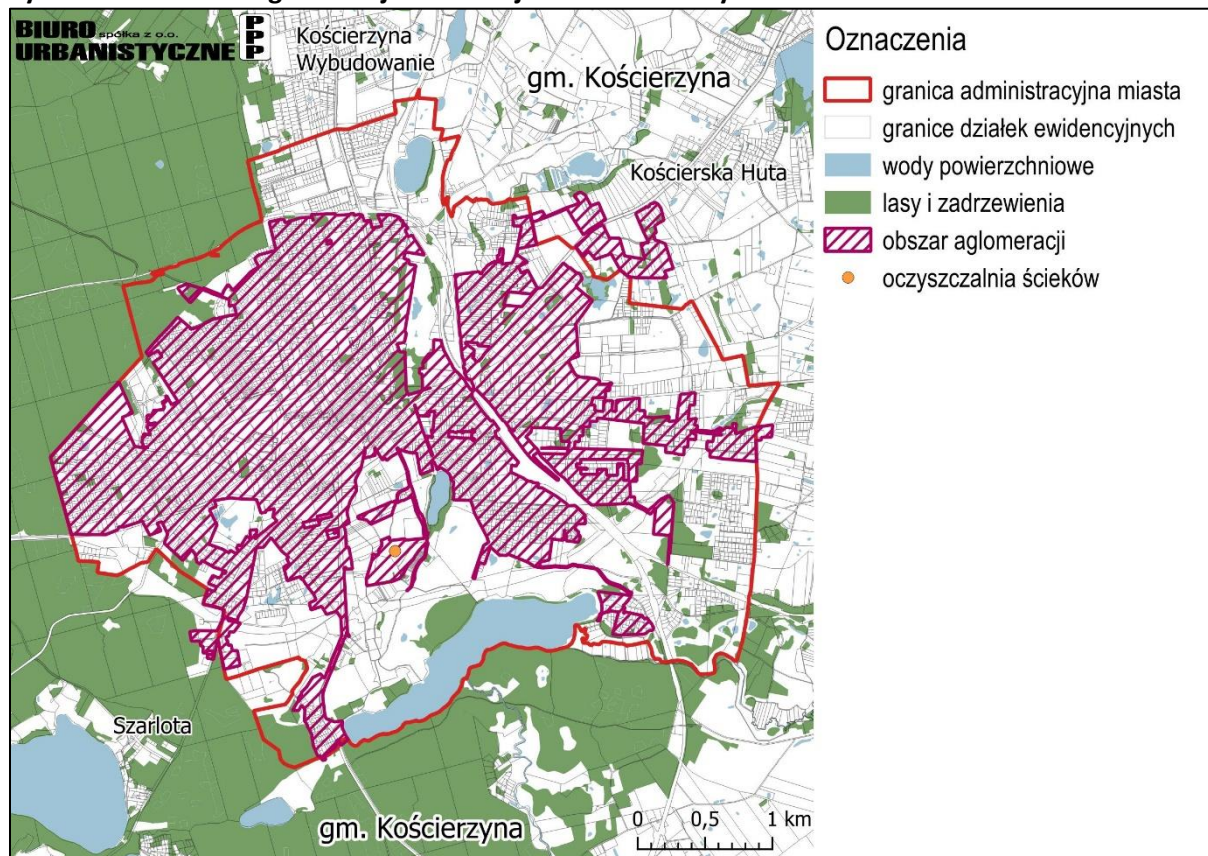 BIURO spółka z o.o.
URBANISTYCZNE
PPP
Kościerzyna
Wybudowanie
gm. Kościerzyna
Kościerska Huta
Szarlota
gm. Kościerzyna
0 0,5 1 km
Oznaczenia
granica administracyjna miasta
granice działek ewidencyjnych
wody powierzchniowe
lasy i zadrzewienia
obszar aglomeracji
oczyszczalnia ścieków